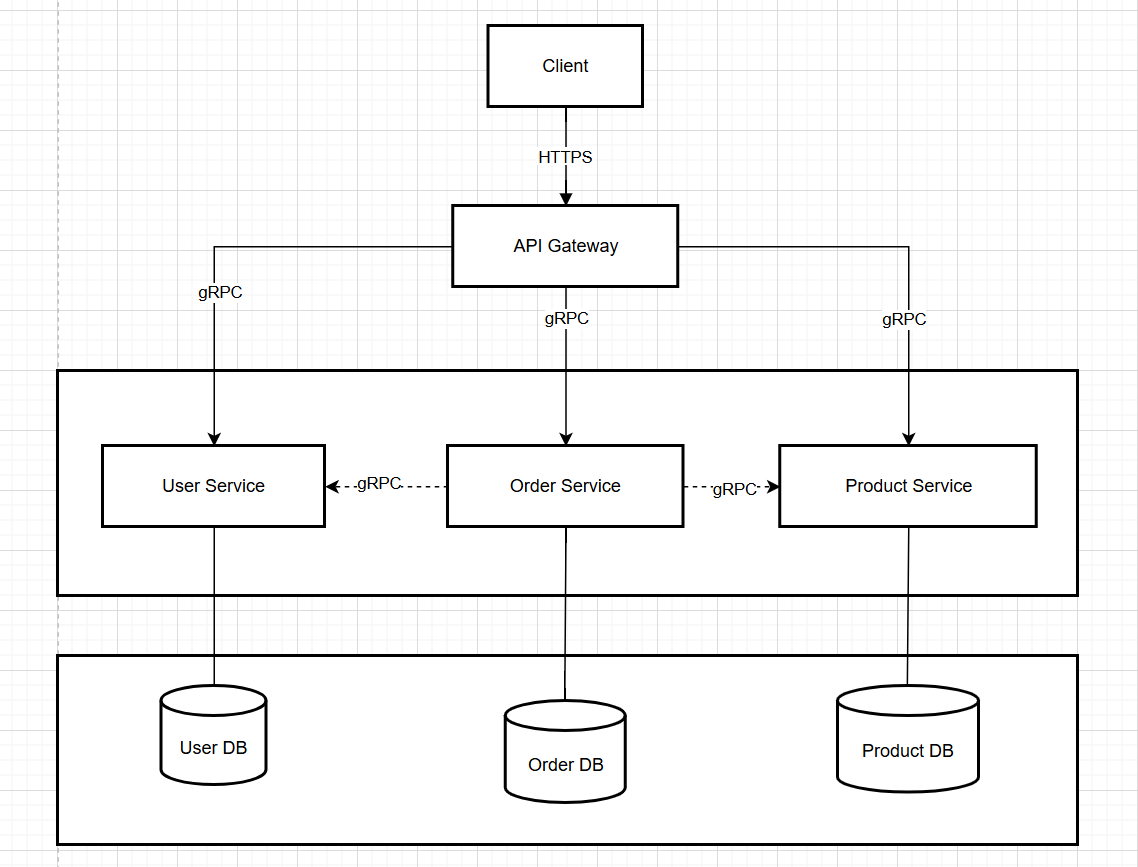 Client
HTTPS
API Gateway
gRPC
gRPC
gRPC
User Service
gRPC
Order Service
gRPC
Product Service
User DB
Order DB
Product DB